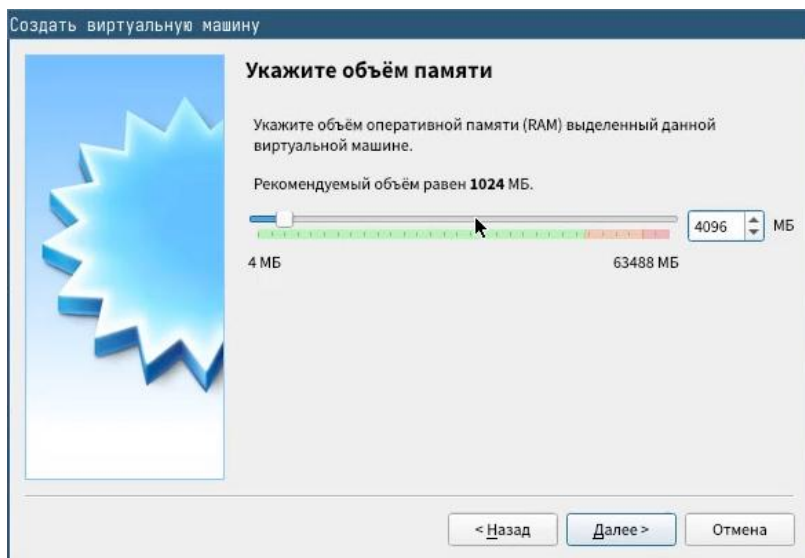 Создать виртуальную машину
Укажите объём памяти
Укажите объём оперативной памяти (RAM) выделенный данной
виртуальной машине.
Рекомендуемый объём равен 1024 МБ.
4096 МБ
4 МБ 63488 МБ
< Назад Далее > Отмена